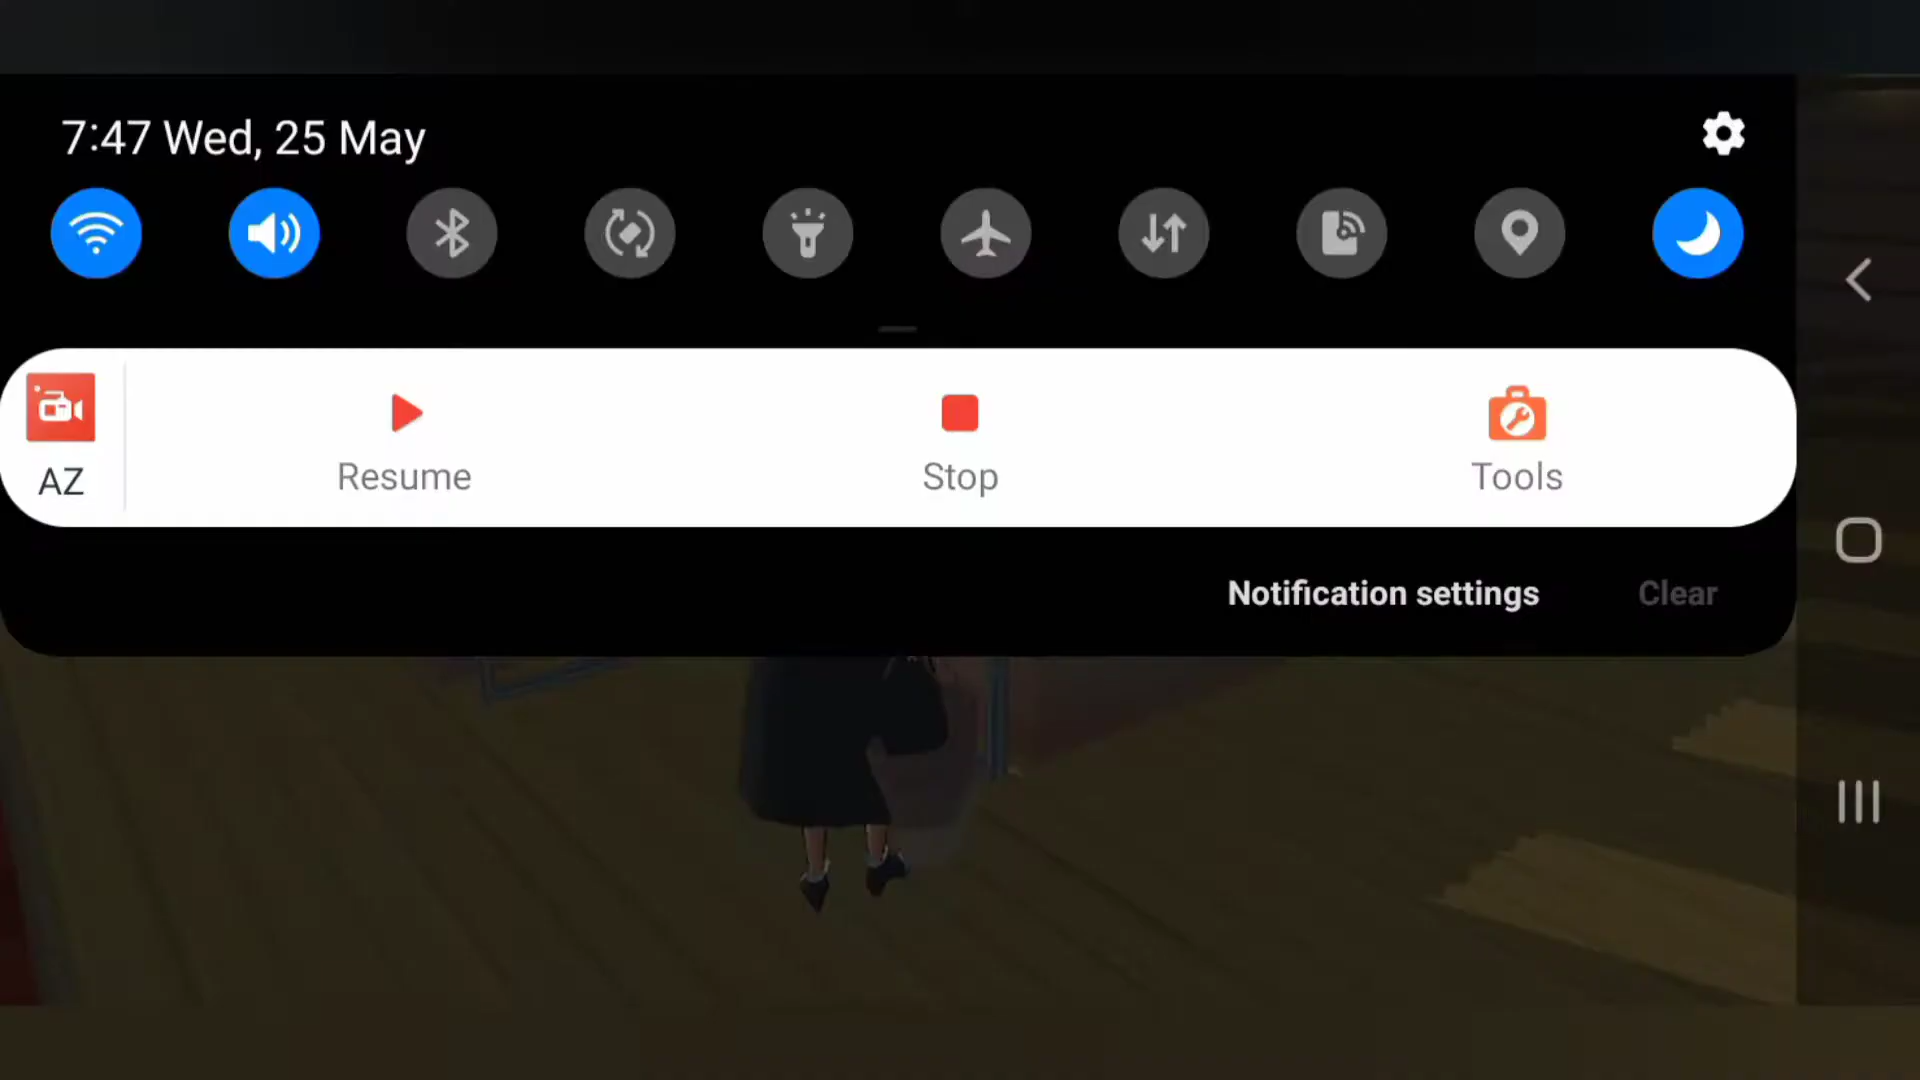 7:47 Wed, 25 May
AZ
Resume
Stop
Tools
Notification settings
Clear